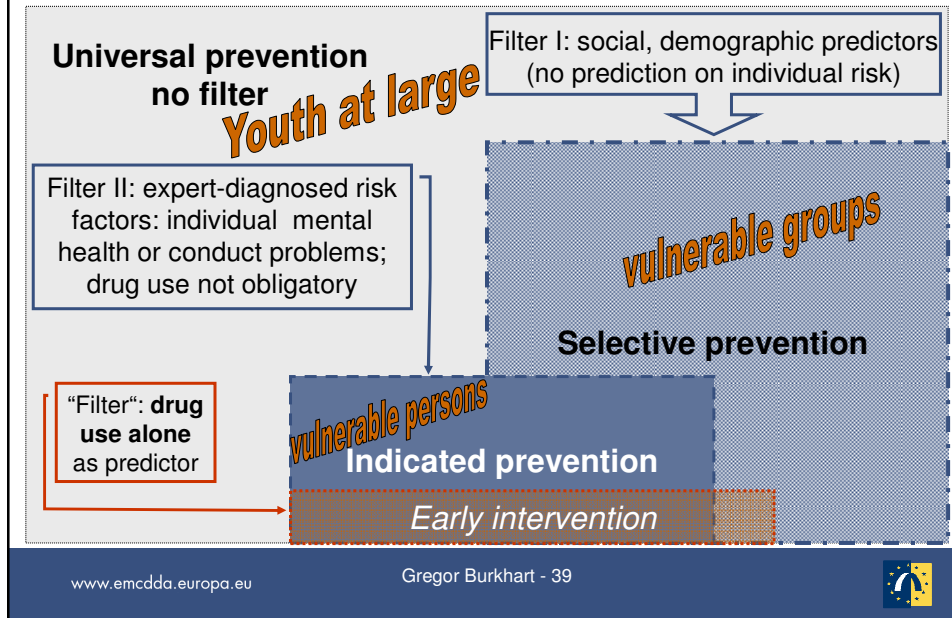 Universal prevention
no filter
Youth at large
Filter I: social, demographic predictors
(no prediction on individual risk)
Filter II: expert-diagnosed risk
factors: individual mental
health or conduct problems;
drug use not obligatory
vulnerable groups
Selective prevention
“Filter“: drug
use alone
as predictor
vulnerable persons
Indicated prevention
Early intervention
www.emcdda.europa.eu
Gregor Burkhart - 39